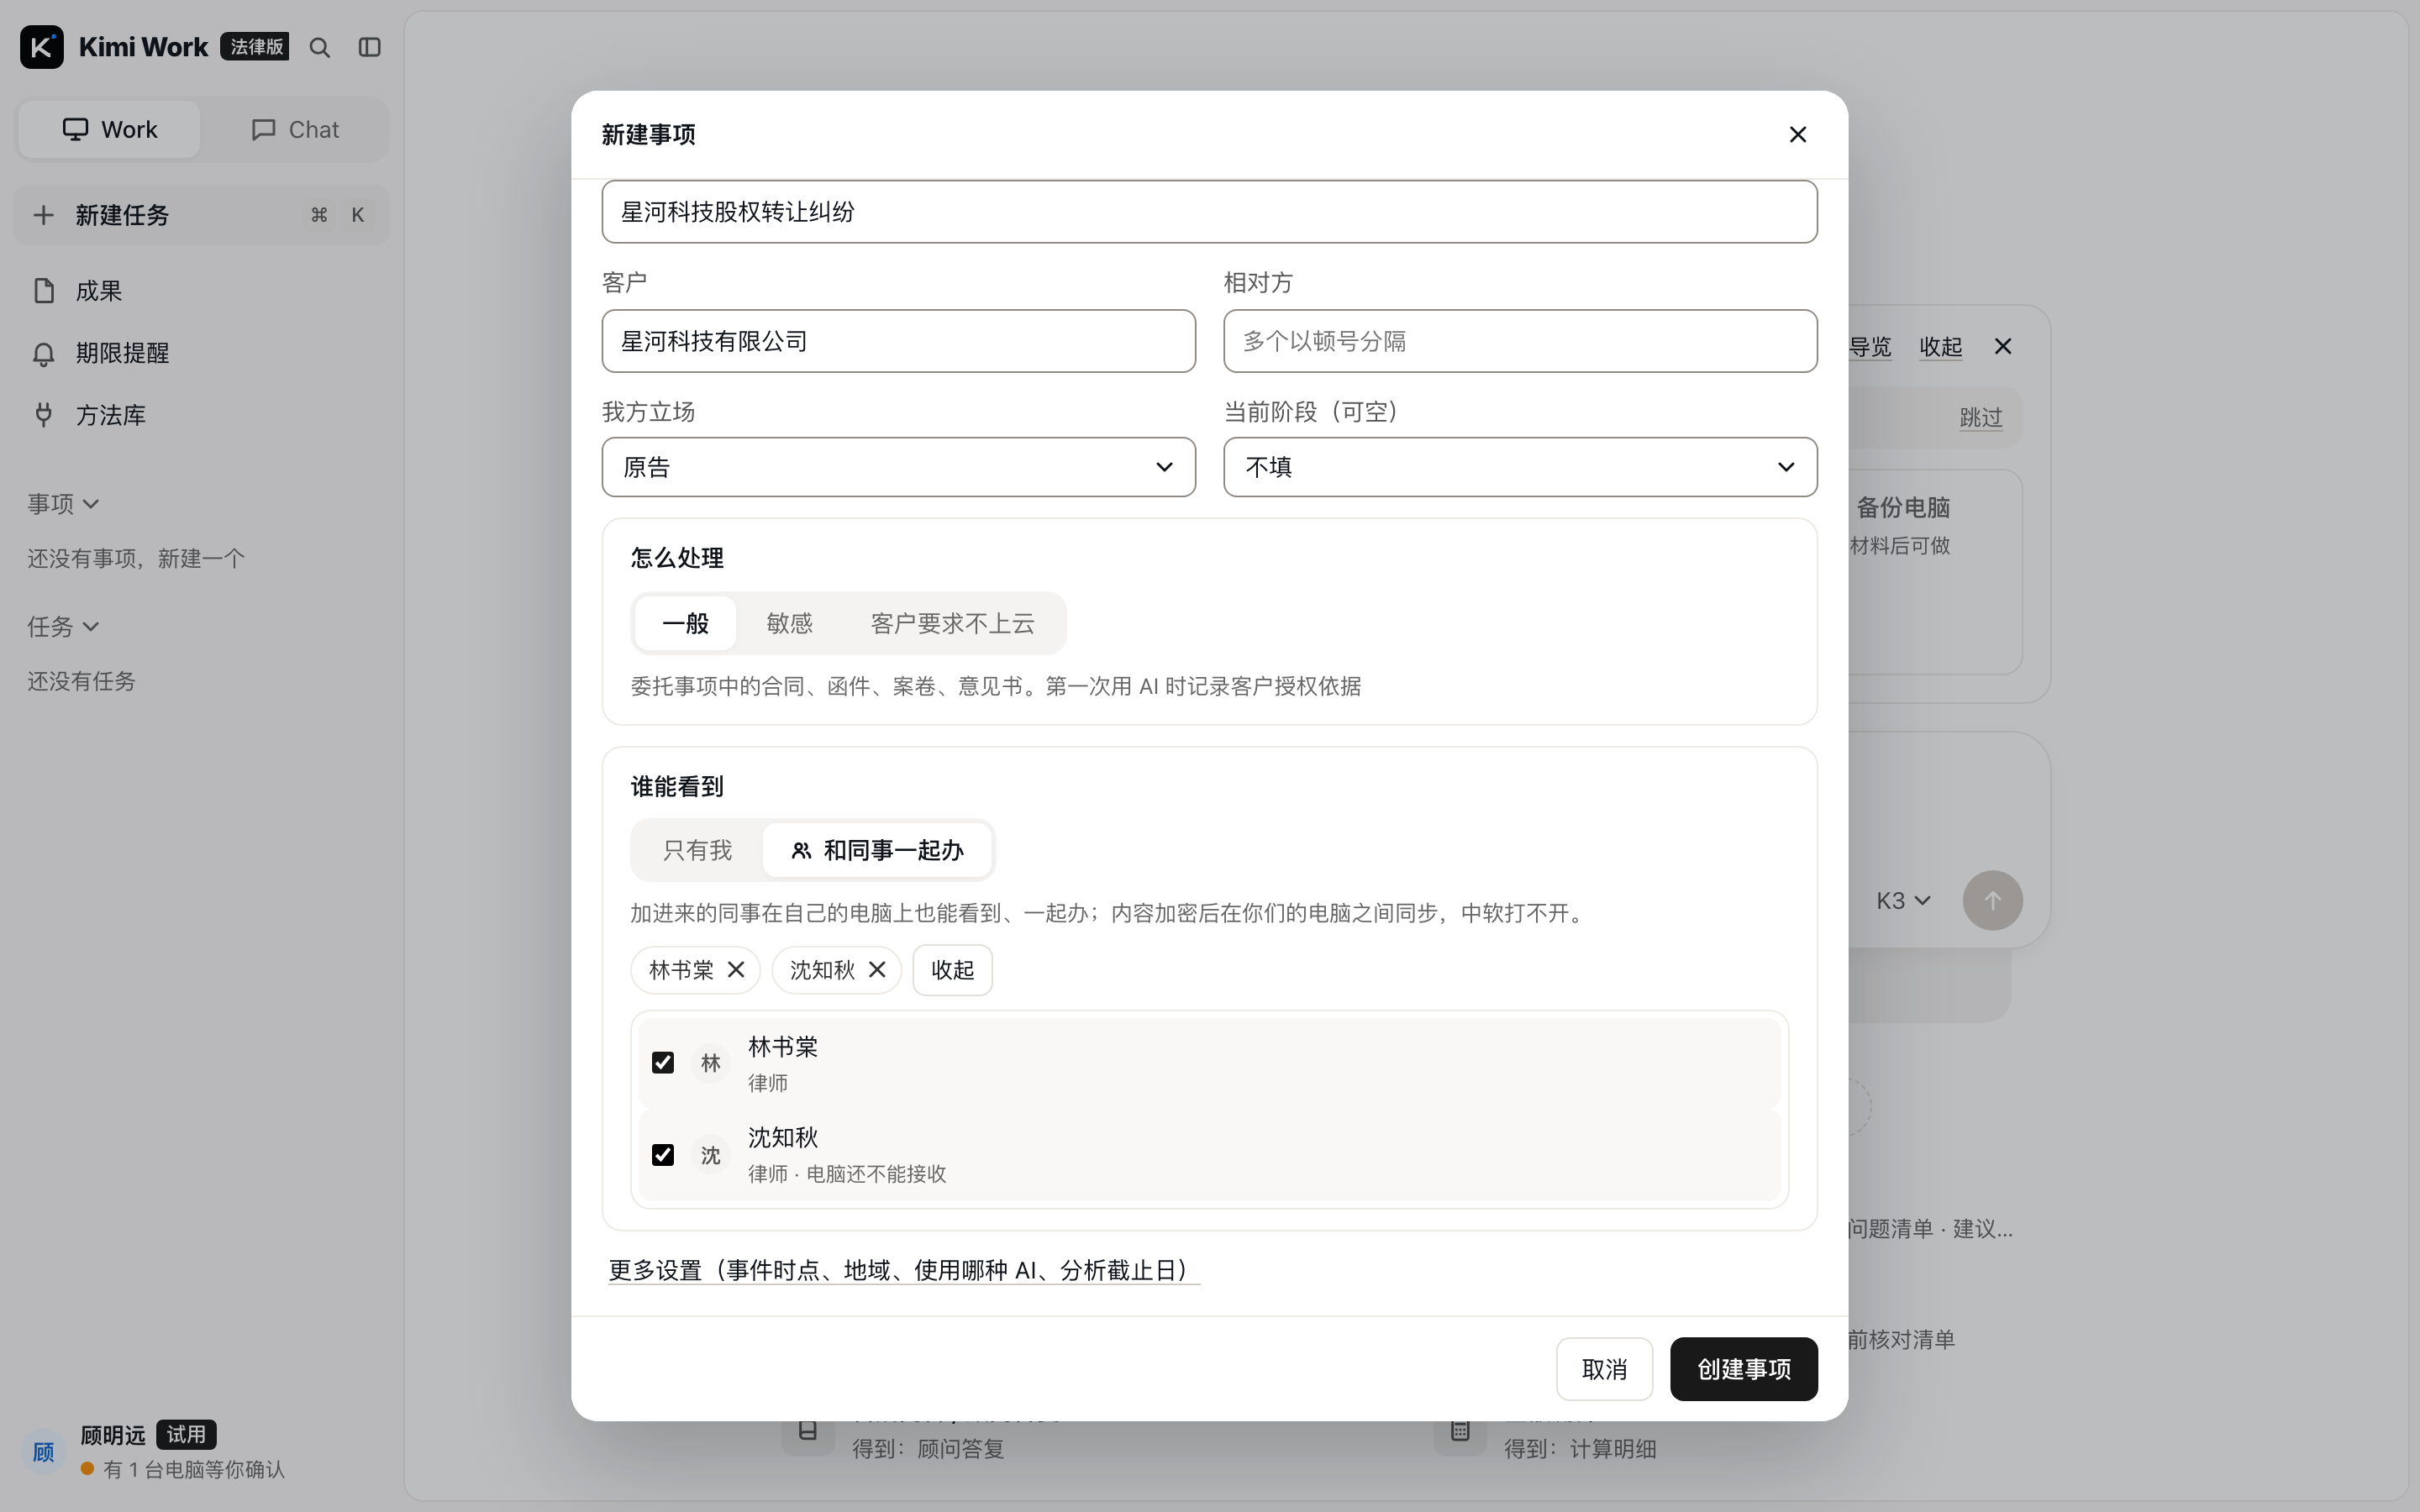 Kimi Work 法律版
Work
Chat
新建任务 ⌘ K
成果
期限提醒
方法库
事项
还没有事项，新建一个
任务
还没有任务
顾 顾明远 试用
有 1 台电脑等你确认
新建事项
星河科技股权转让纠纷
客户
相对方
星河科技有限公司
多个以顿号分隔
我方立场
当前阶段（可空）
原告
不填
怎么处理
一般 敏感 客户要求不上云
委托事项中的合同、函件、案卷、意见书。第一次用 AI 时记录客户授权依据
谁能看到
只有我 和同事一起办
加进来的同事在自己的电脑上也能看到、一起办；内容加密后在你们的电脑之间同步，中软打不开。
林书棠 沈知秋 收起
林 林书棠
律师
沈 沈知秋
律师 · 电脑还不能接收
更多设置（事件时点、地域、使用哪种 AI、分析截止日）
取消 创建事项
导览 收起
跳过
备份电脑
材料后可做
K3
问题清单 · 建议...
前核对清单
得到：顾问答复
得到：计算明细